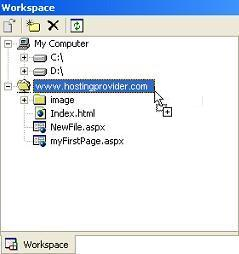 Workspace
My Computer
C:\
D:\
www.hostingprovider.com
image
Index.html
NewFile.aspx
myFirstPage.aspx
Workspace